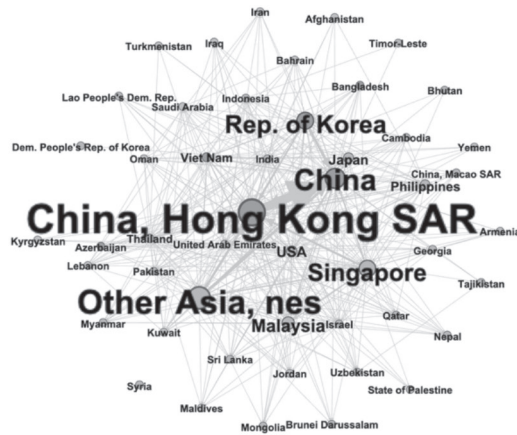 Iran
Afghanistan
Turkmenistan
Iraq
Timor-Leste
Bahrain
Bangladesh
Bhutan
Lao People's Dem. Rep.
Saudi Arabia
Indonesia
Rep. of Korea
Cambodia
Dem. People's Rep. of Korea
Yemen
Oman
Viet Nam
India
Japan
China, Macao SAR
China
Philippines
China, Hong Kong SAR
Kyrgyzstan
Azerbaijan
Thailand
United Arab Emirates
USA
Georgia
Armenia
Lebanon
Pakistan
Singapore
Tajikistan
Other Asia, nes
Myanmar
Kuwait
Malaysia
Israel
Qatar
Nepal
Sri Lanka
Syria
Jordan
Uzbekistan
State of Palestine
Maldives
Mongolia
Brunei Darussalam